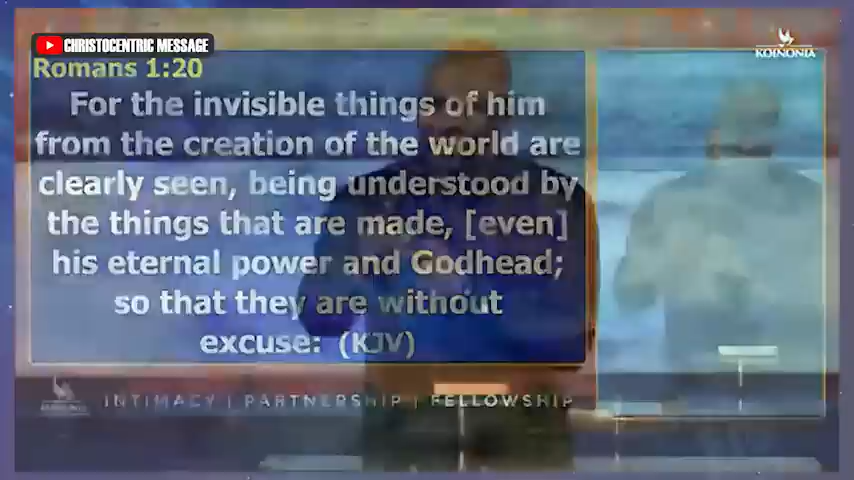 CHRISTOCENTRIC MESSAGE
KOINONIA
Romans 1:20
For the invisible things of him
from the creation of the world are
clearly seen, being understood by
the things that are made, [even]
his eternal power and Godhead;
so that they are without
excuse: (KJV)
KOINONIA
INTIMACY | PARTNERSHIP | FELLOWSHIP